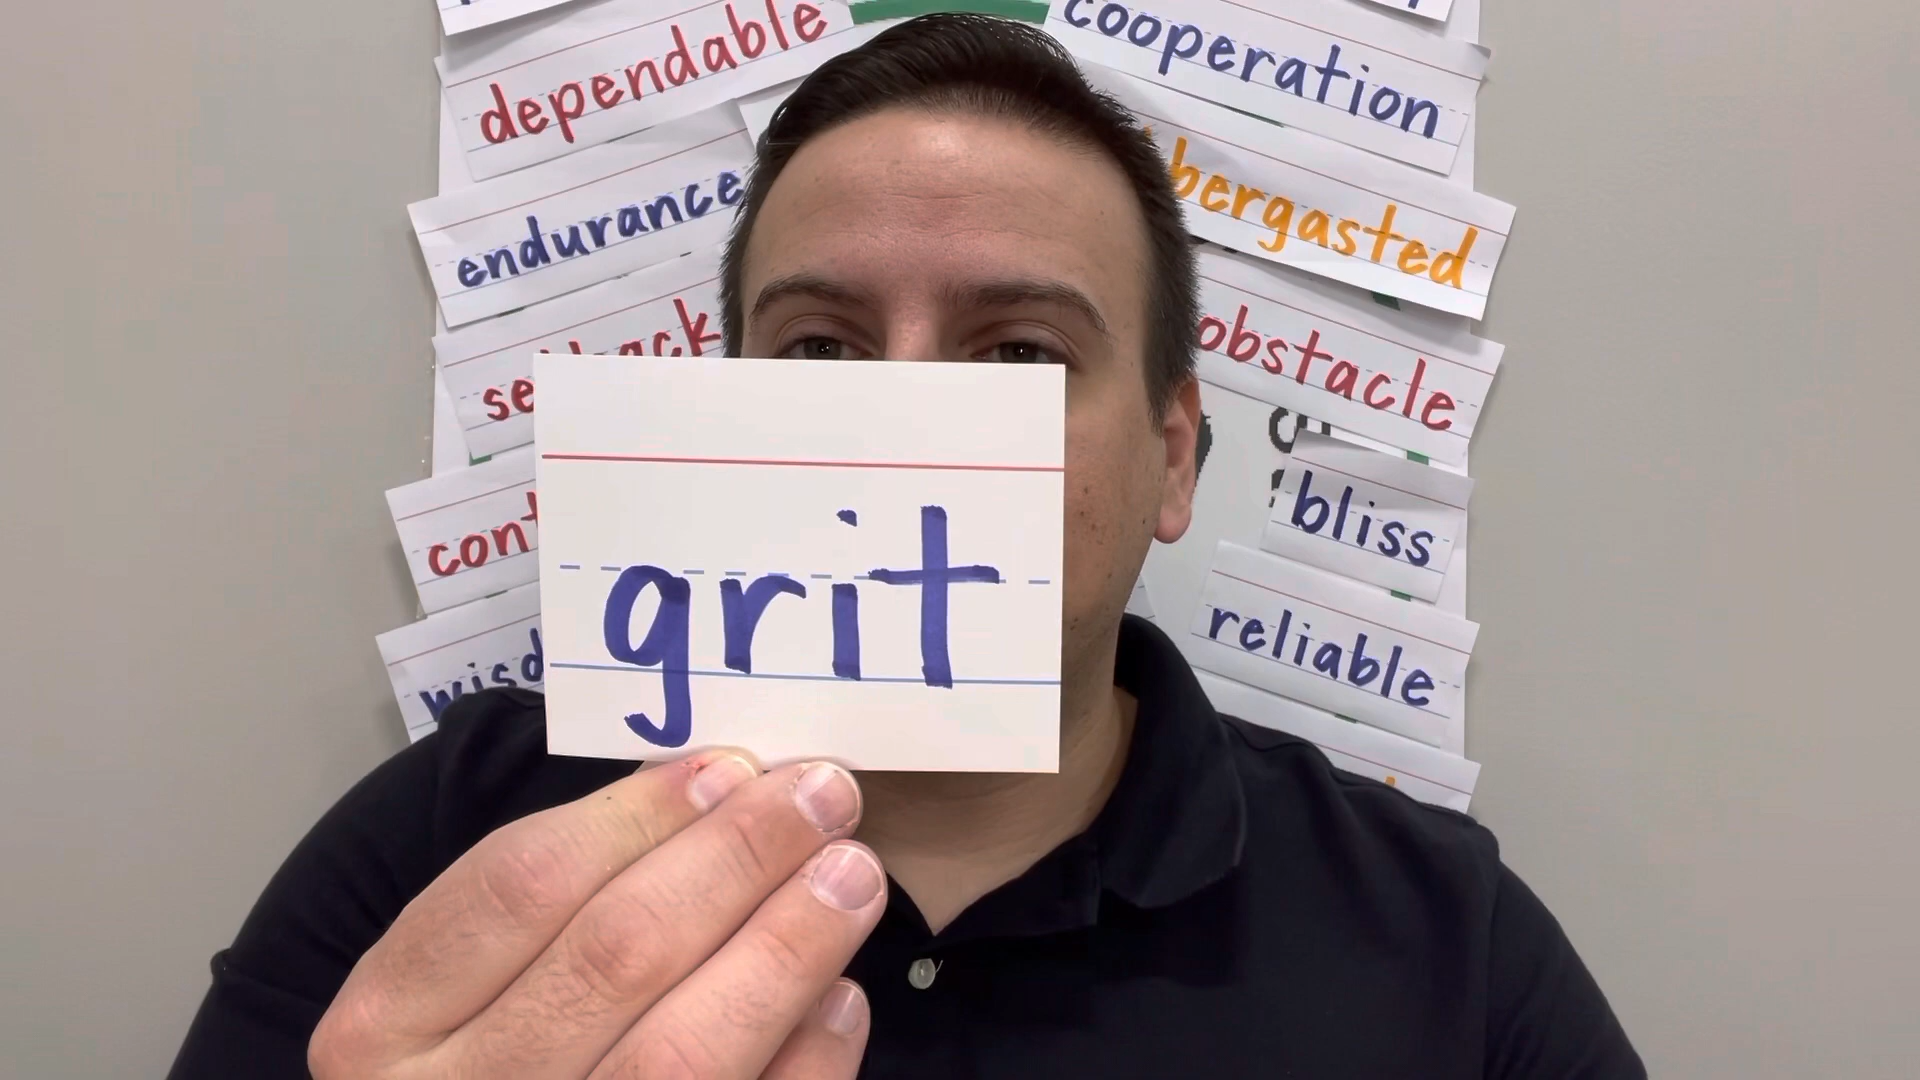 dependable
cooperation
endurance
bergasted
obstacle
grit
bliss
reliable